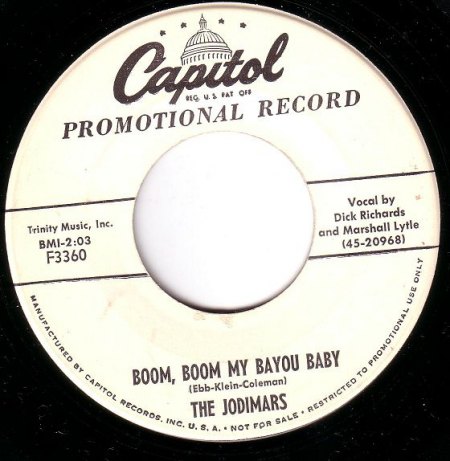 Capitol
REG. U.S. PAT. OFF.
PROMOTIONAL RECORD
Trinity Music, Inc.
BMI-2:03
F3360
Vocal by
Dick Richards
and Marshall Lytle
(45-20968)
BOOM, BOOM MY BAYOU BABY
(Ebb-Klein-Coleman)
THE JODIMARS
MANUFACTURED BY CAPITOL RECORDS, INC. U.S.A. • NOT FOR SALE • RESTRICTED TO PROMOTIONAL USE ONLY